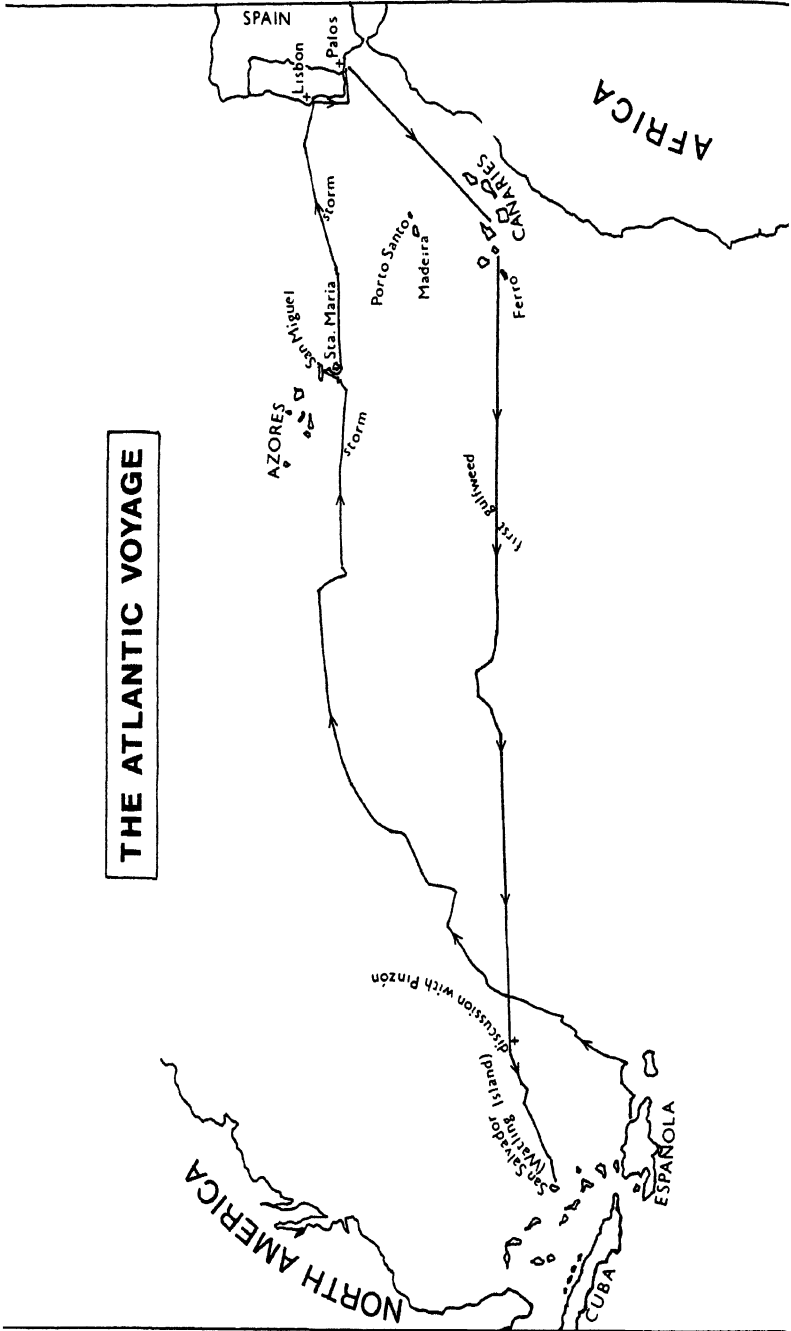 THE ATLANTIC VOYAGE
SPAIN
Lisbon
Palos
AFRICA
storm
CANARIES
Porto Santo
Madeira
Ferro
San Miguel
Sta. Maria
AZORES
storm
first gulfweed
discussion with Pinzón
San Salvador
(Watling Island)
NORTH AMERICA
ESPAÑOLA
CUBA